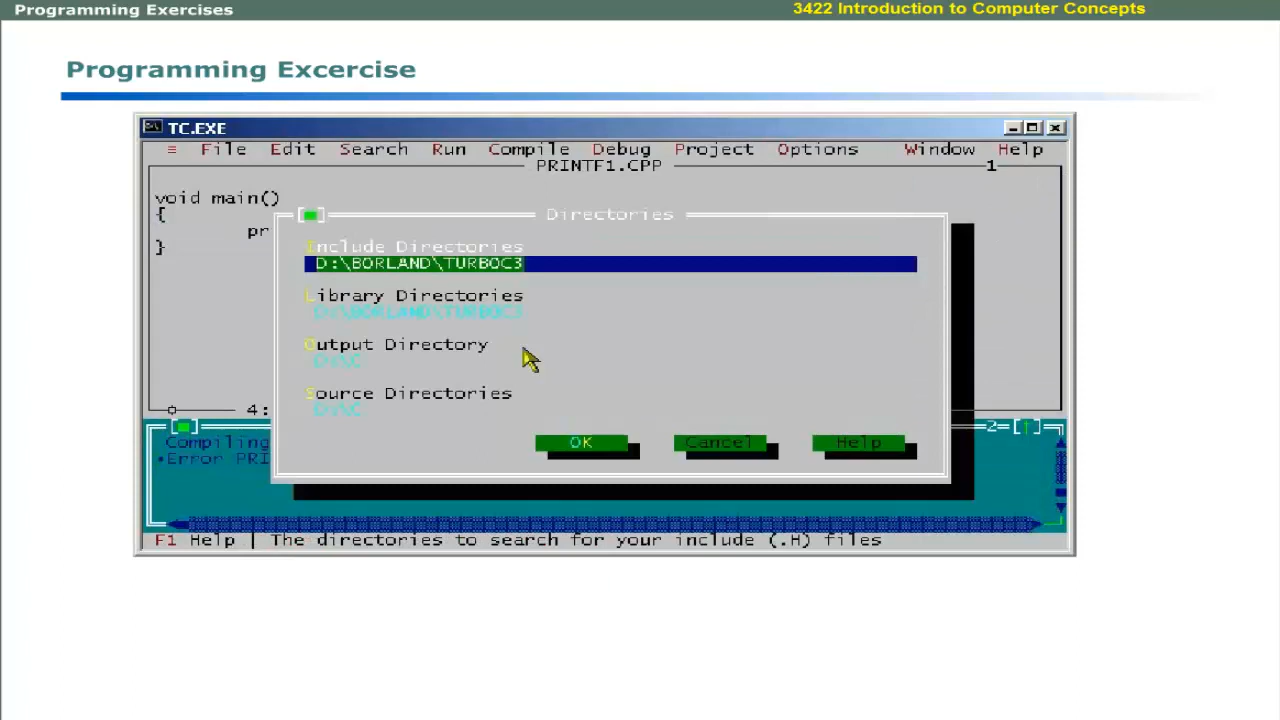 Programming Exercises
3422 Introduction to Computer Concepts
Programming Excercise
TC.EXE
≡ File Edit Search Run Compile Debug Project Options Window Help
PRINTF1.CPP 1
void main()
{
pr
}
Directories
Include Directories
D:\BORLAND\TURBOC3
Library Directories
D:\BORLAND\TURBOC3
Output Directory
D:\C
Source Directories
D:\C
4:
OK Cancel Help
2
Compiling
•Error PRI
F1 Help | The directories to search for your include (.H) files